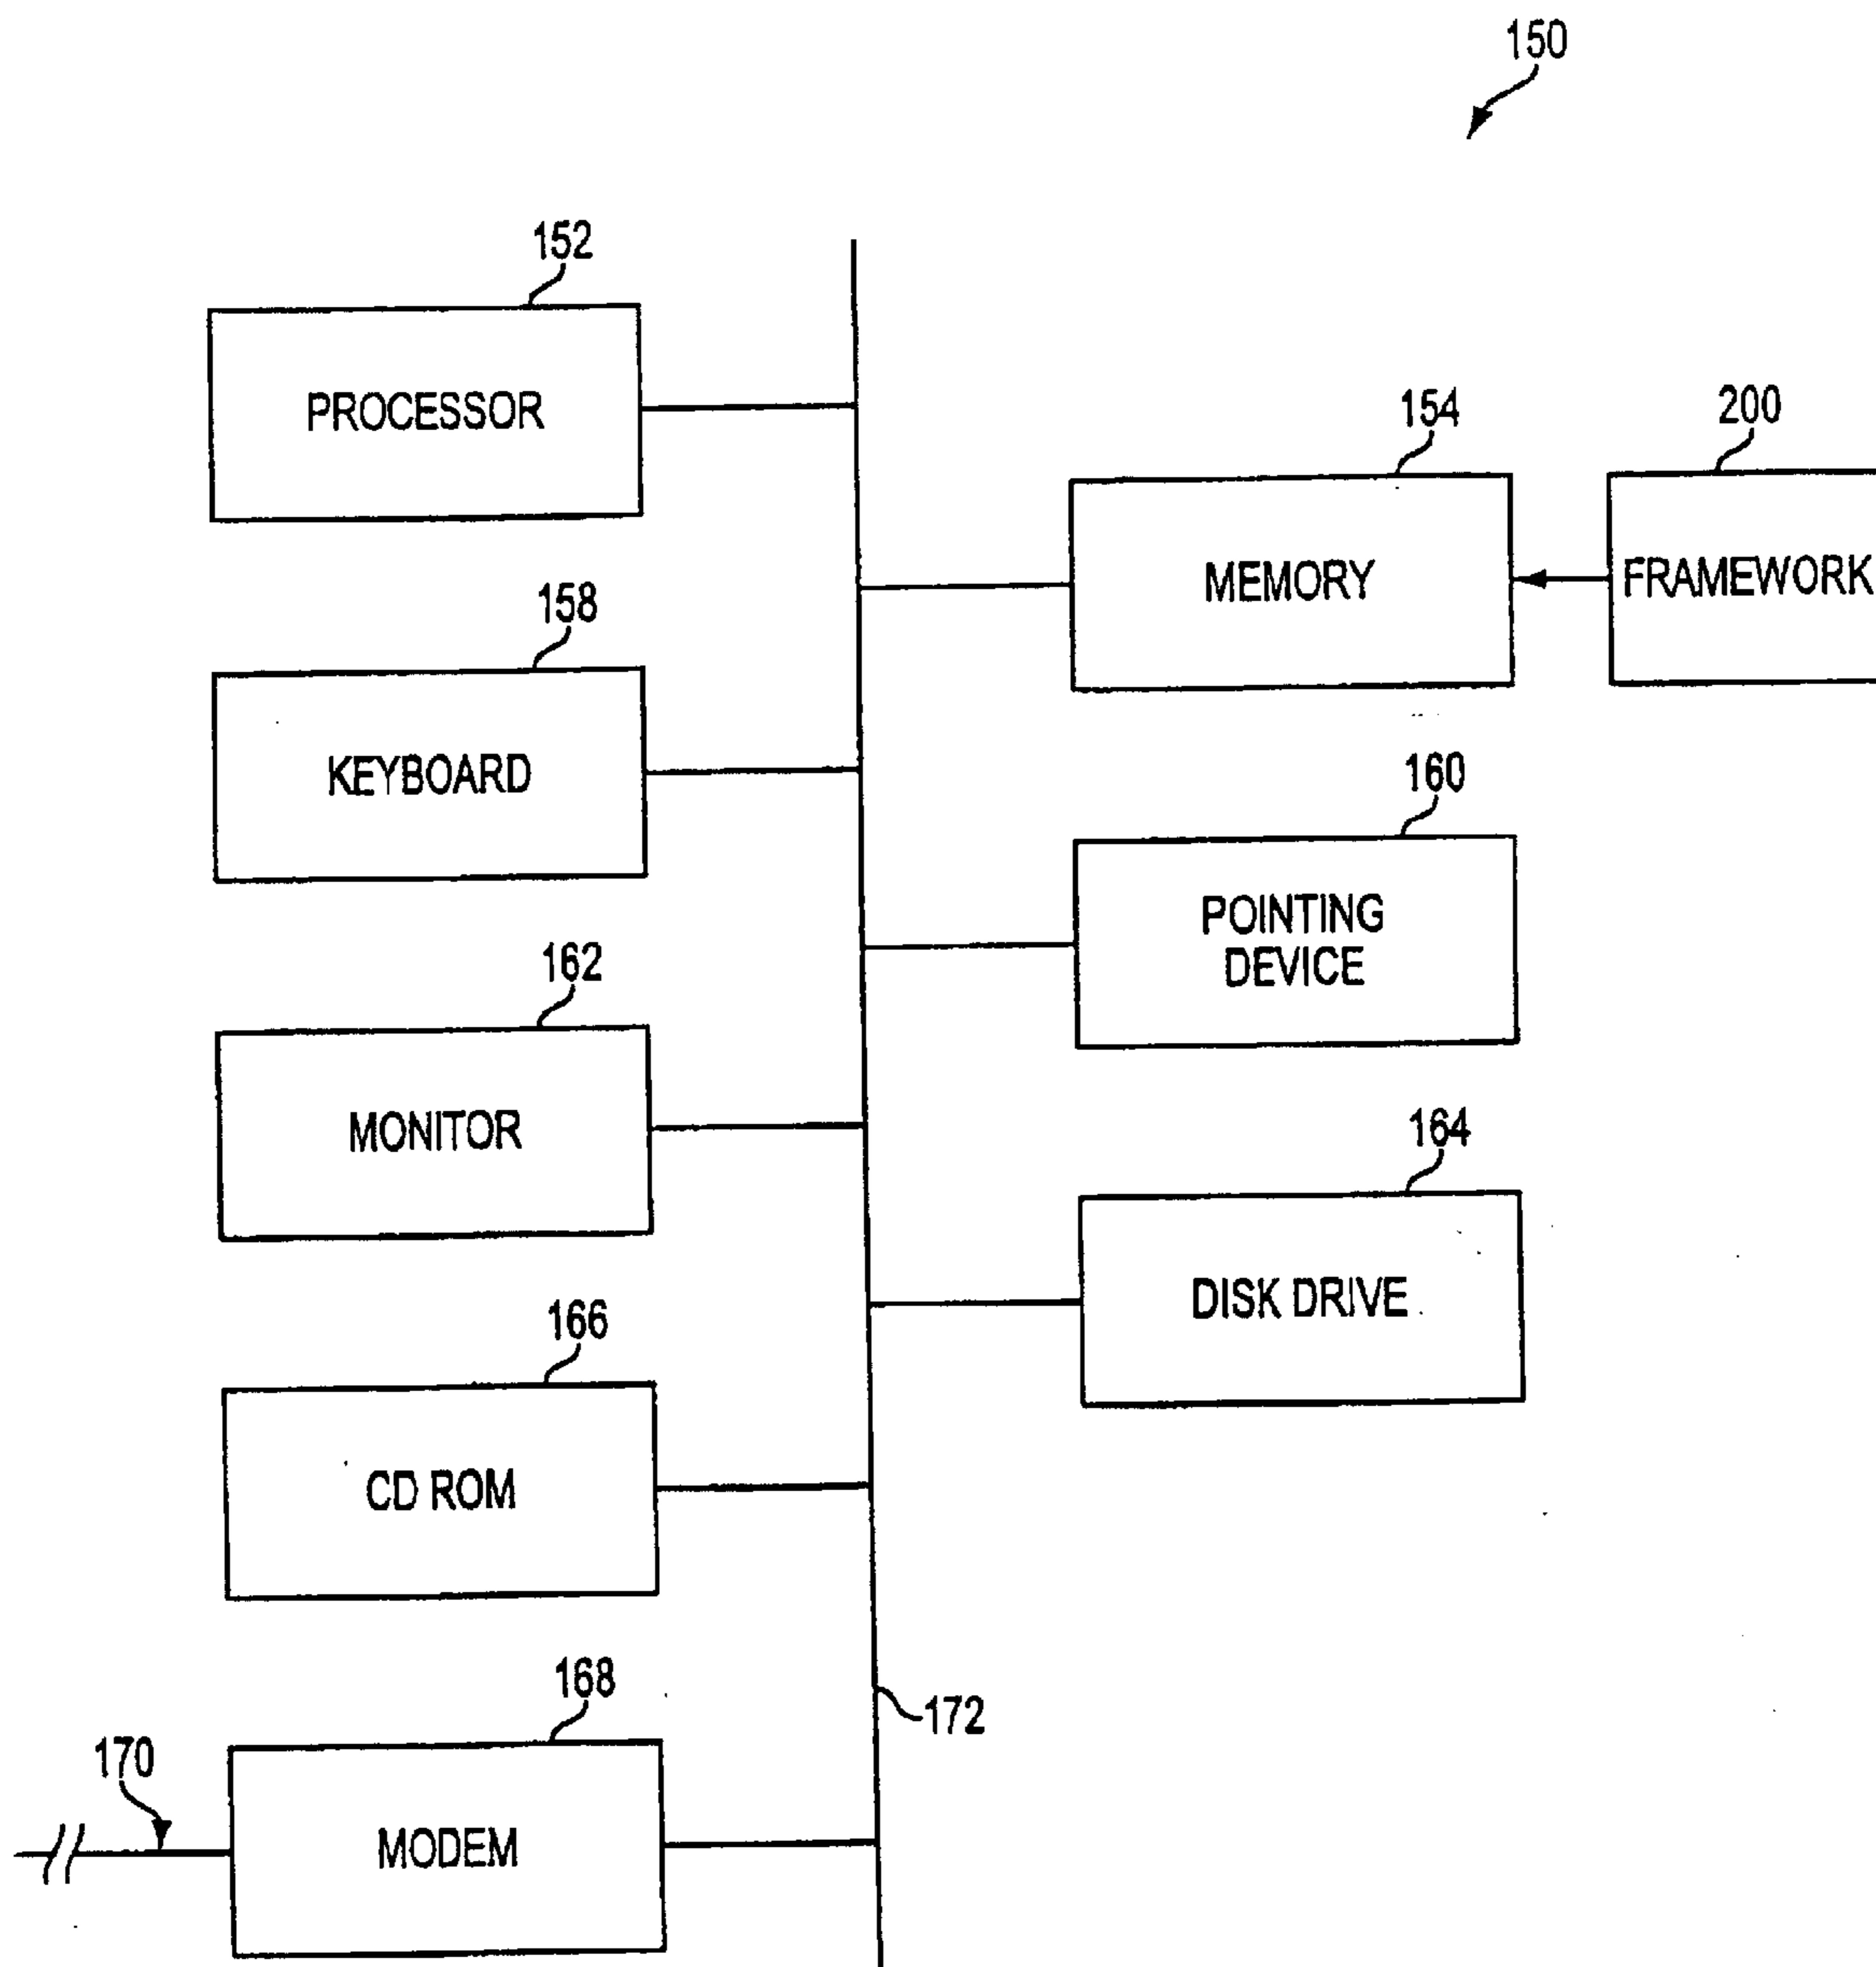 150
152
PROCESSOR
154
200
MEMORY
FRAMEWORK
158
KEYBOARD
160
POINTING
DEVICE
162
MONITOR
164
DISK DRIVE
166
CD ROM
168
172
170
MODEM